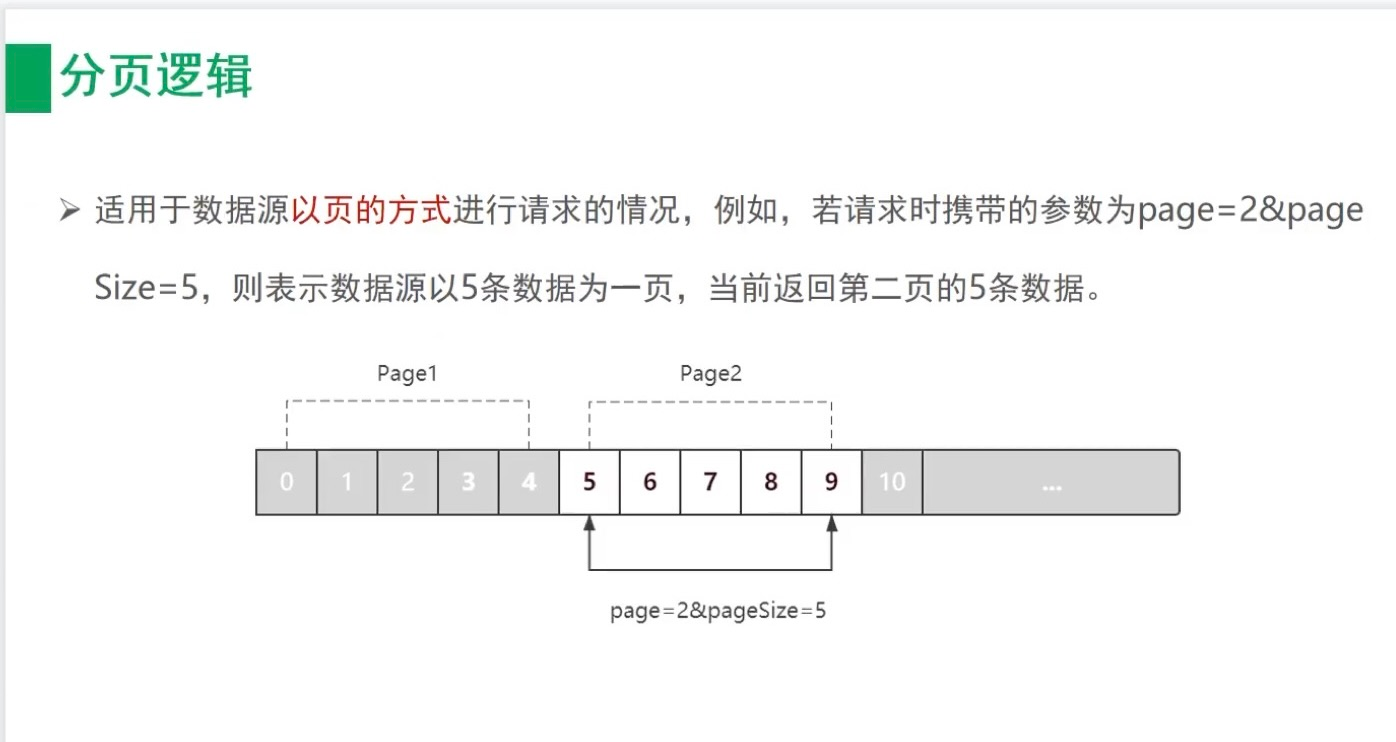 分页逻辑
适用于数据源以页的方式进行请求的情况，例如，若请求时携带的参数为page=2&page
Size=5，则表示数据源以5条数据为一页，当前返回第二页的5条数据。
Page1 Page2
0 1 2 3 4 5 6 7 8 9 10 ...
page=2&pageSize=5